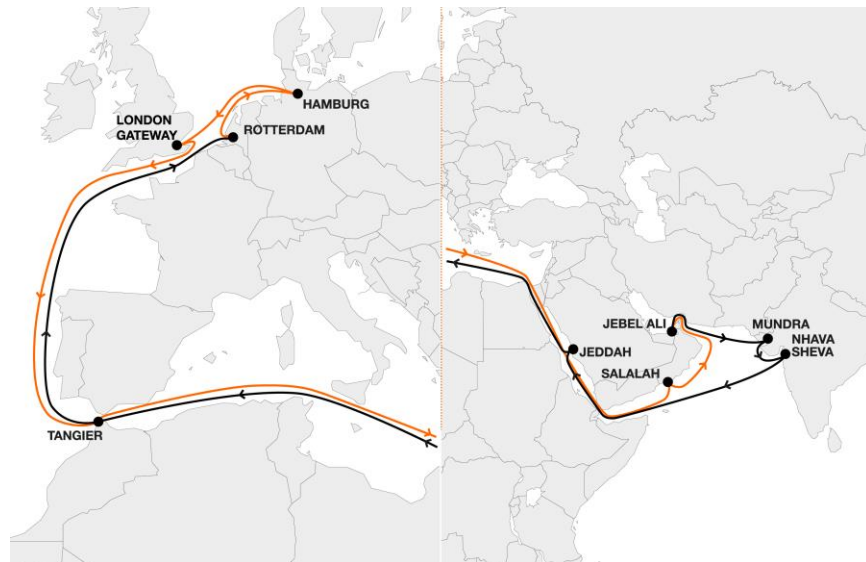 HAMBURG
LONDON
GATEWAY
ROTTERDAM
TANGIER
JEBEL ALI
MUNDRA
NHAVA
SHEVA
JEDDAH
SALALAH